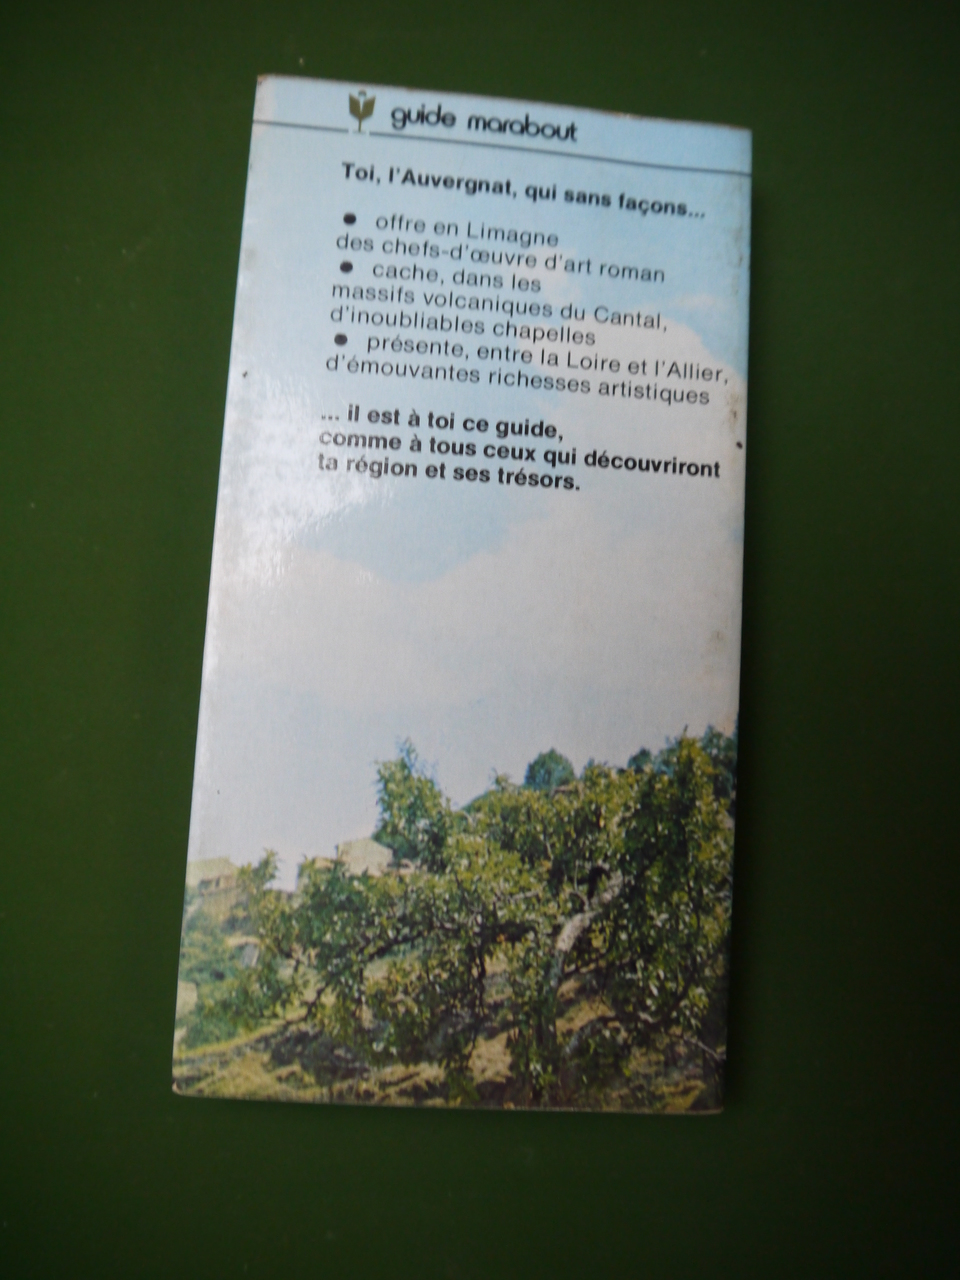 guide marabout
Toi, l'Auvergnat, qui sans façons...
● offre en Limagne
des chefs-d'œuvre d'art roman
● cache, dans les
massifs volcaniques du Cantal,
d'inoubliables chapelles
● présente, entre la Loire et l'Allier,
d'émouvantes richesses artistiques
... il est à toi ce guide,
comme à tous ceux qui découvriront
ta région et ses trésors.